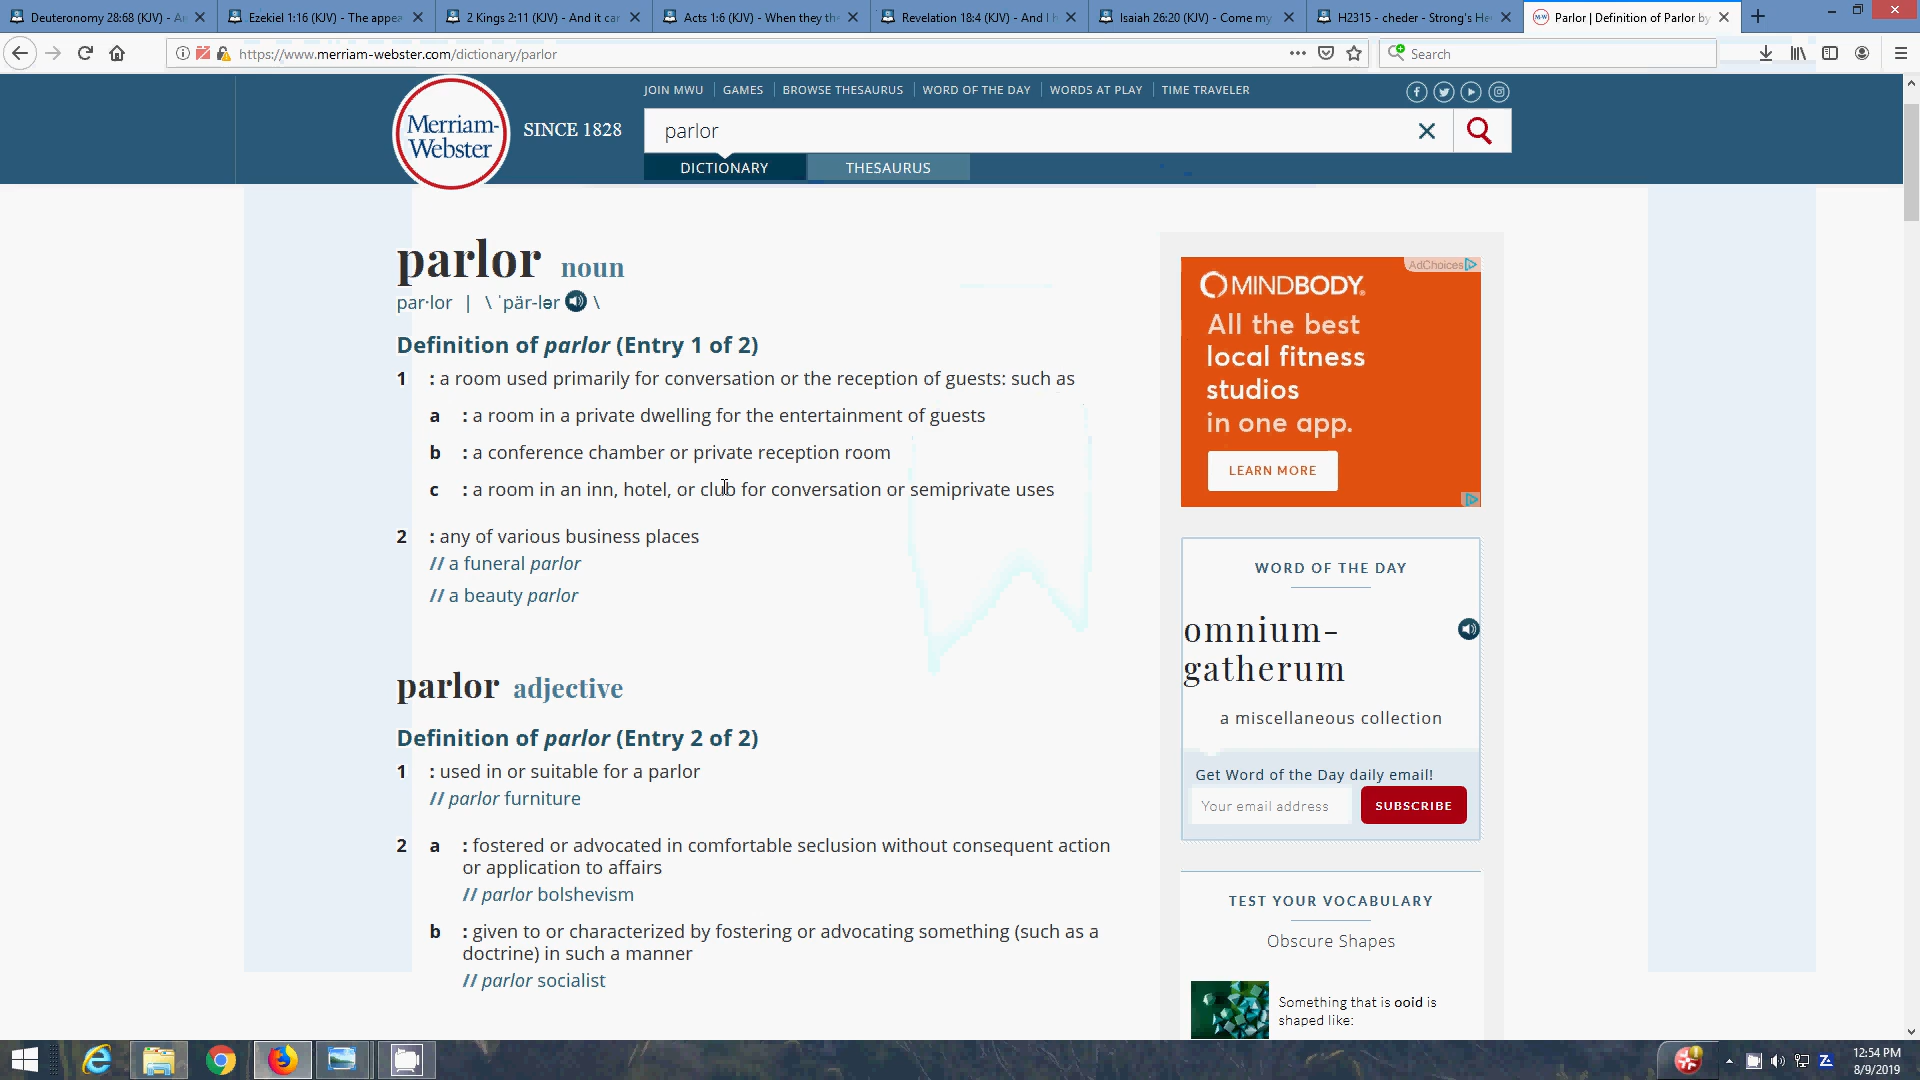 Deuteronomy 28:68 (KJV) - A
Ezekiel 1:16 (KJV) - The appea
2 Kings 2:11 (KJV) - And it ca
Acts 1:6 (KJV) - When they th
Revelation 18:4 (KJV) - And I h
Isaiah 26:20 (KJV) - Come my
H2315 - cheder - Strong's He
Parlor | Definition of Parlor by
https://www.merriam-webster.com/dictionary/parlor
Search
JOIN MWU
GAMES
BROWSE THESAURUS
WORD OF THE DAY
WORDS AT PLAY
TIME TRAVELER
Merriam-
Webster
SINCE 1828
parlor
DICTIONARY
THESAURUS
parlor noun
par·lor | \ ˈpär-lər \
Definition of parlor (Entry 1 of 2)
1 : a room used primarily for conversation or the reception of guests: such as
a : a room in a private dwelling for the entertainment of guests
b : a conference chamber or private reception room
c : a room in an inn, hotel, or club for conversation or semiprivate uses
2 : any of various business places
// a funeral parlor
// a beauty parlor
parlor adjective
Definition of parlor (Entry 2 of 2)
1 : used in or suitable for a parlor
// parlor furniture
2 a : fostered or advocated in comfortable seclusion without consequent action
or application to affairs
// parlor bolshevism
b : given to or characterized by fostering or advocating something (such as a
doctrine) in such a manner
// parlor socialist
AdChoices
MINDBODY
All the best
local fitness
studios
in one app.
LEARN MORE
WORD OF THE DAY
omnium-
gatherum
a miscellaneous collection
Get Word of the Day daily email!
Your email address
SUBSCRIBE
TEST YOUR VOCABULARY
Obscure Shapes
Something that is ooid is
shaped like:
12:54 PM
8/9/2019